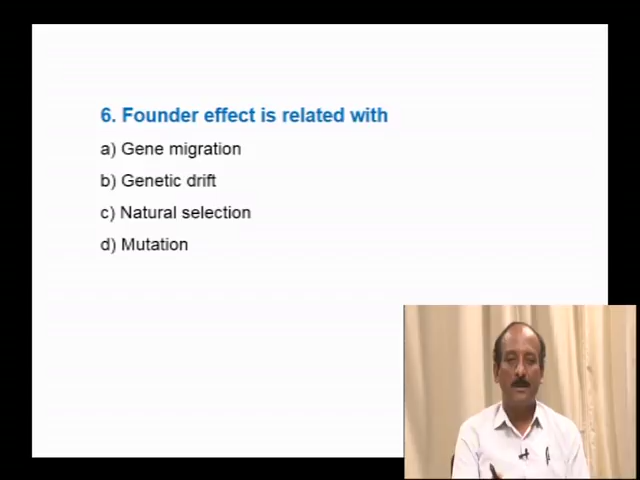 6. Founder effect is related with
a) Gene migration
b) Genetic drift
c) Natural selection
d) Mutation